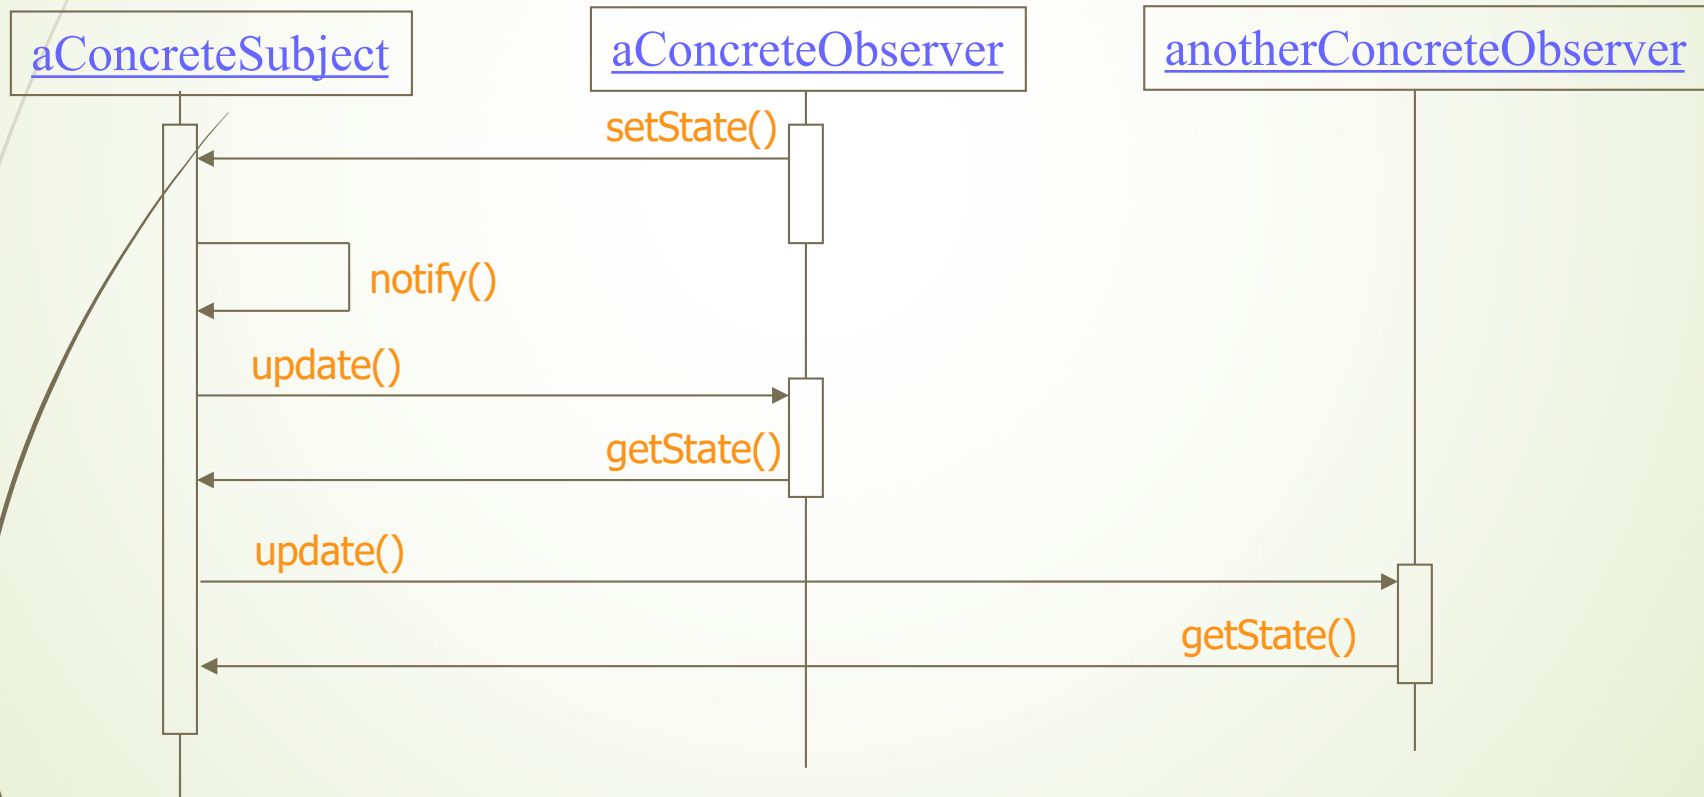 aConcreteSubject
aConcreteObserver
anotherConcreteObserver
setState()
notify()
update()
getState()
update()
getState()